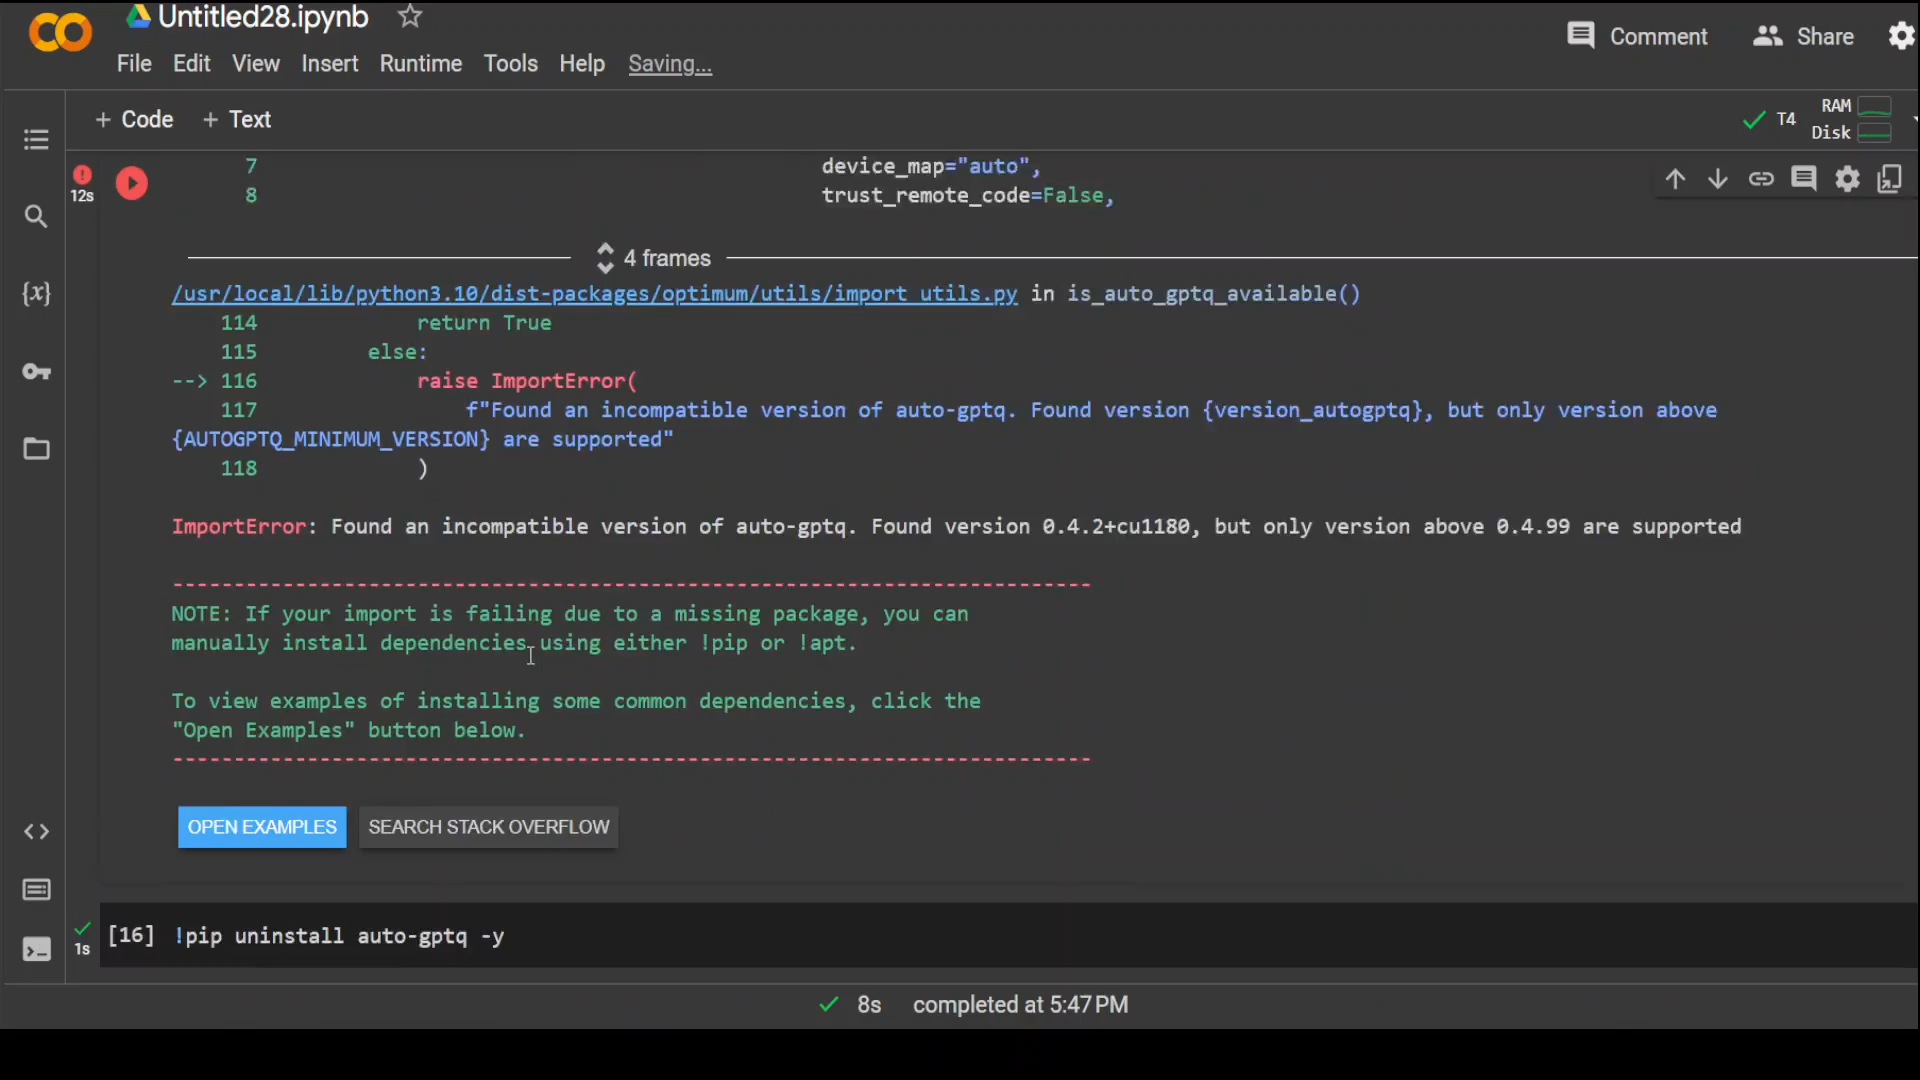 Untitled28.ipynb
Comment
Share
File Edit View Insert Runtime Tools Help Saving...
+ Code + Text
T4
RAM
Disk
12s
7 device_map="auto",
8 trust_remote_code=False,
4 frames
/usr/local/lib/python3.10/dist-packages/optimum/utils/import_utils.py in is_auto_gptq_available()
114 return True
115 else:
--> 116 raise ImportError(
117 f"Found an incompatible version of auto-gptq. Found version {version_autogptq}, but only version above
{AUTOGPTQ_MINIMUM_VERSION} are supported"
118 )
ImportError: Found an incompatible version of auto-gptq. Found version 0.4.2+cu1180, but only version above 0.4.99 are supported
---------------------------------------------------------------------------
NOTE: If your import is failing due to a missing package, you can
manually install dependencies using either !pip or !apt.
To view examples of installing some common dependencies, click the
"Open Examples" button below.
---------------------------------------------------------------------------
OPEN EXAMPLES SEARCH STACK OVERFLOW
1s
[16] !pip uninstall auto-gptq -y
8s completed at 5:47 PM